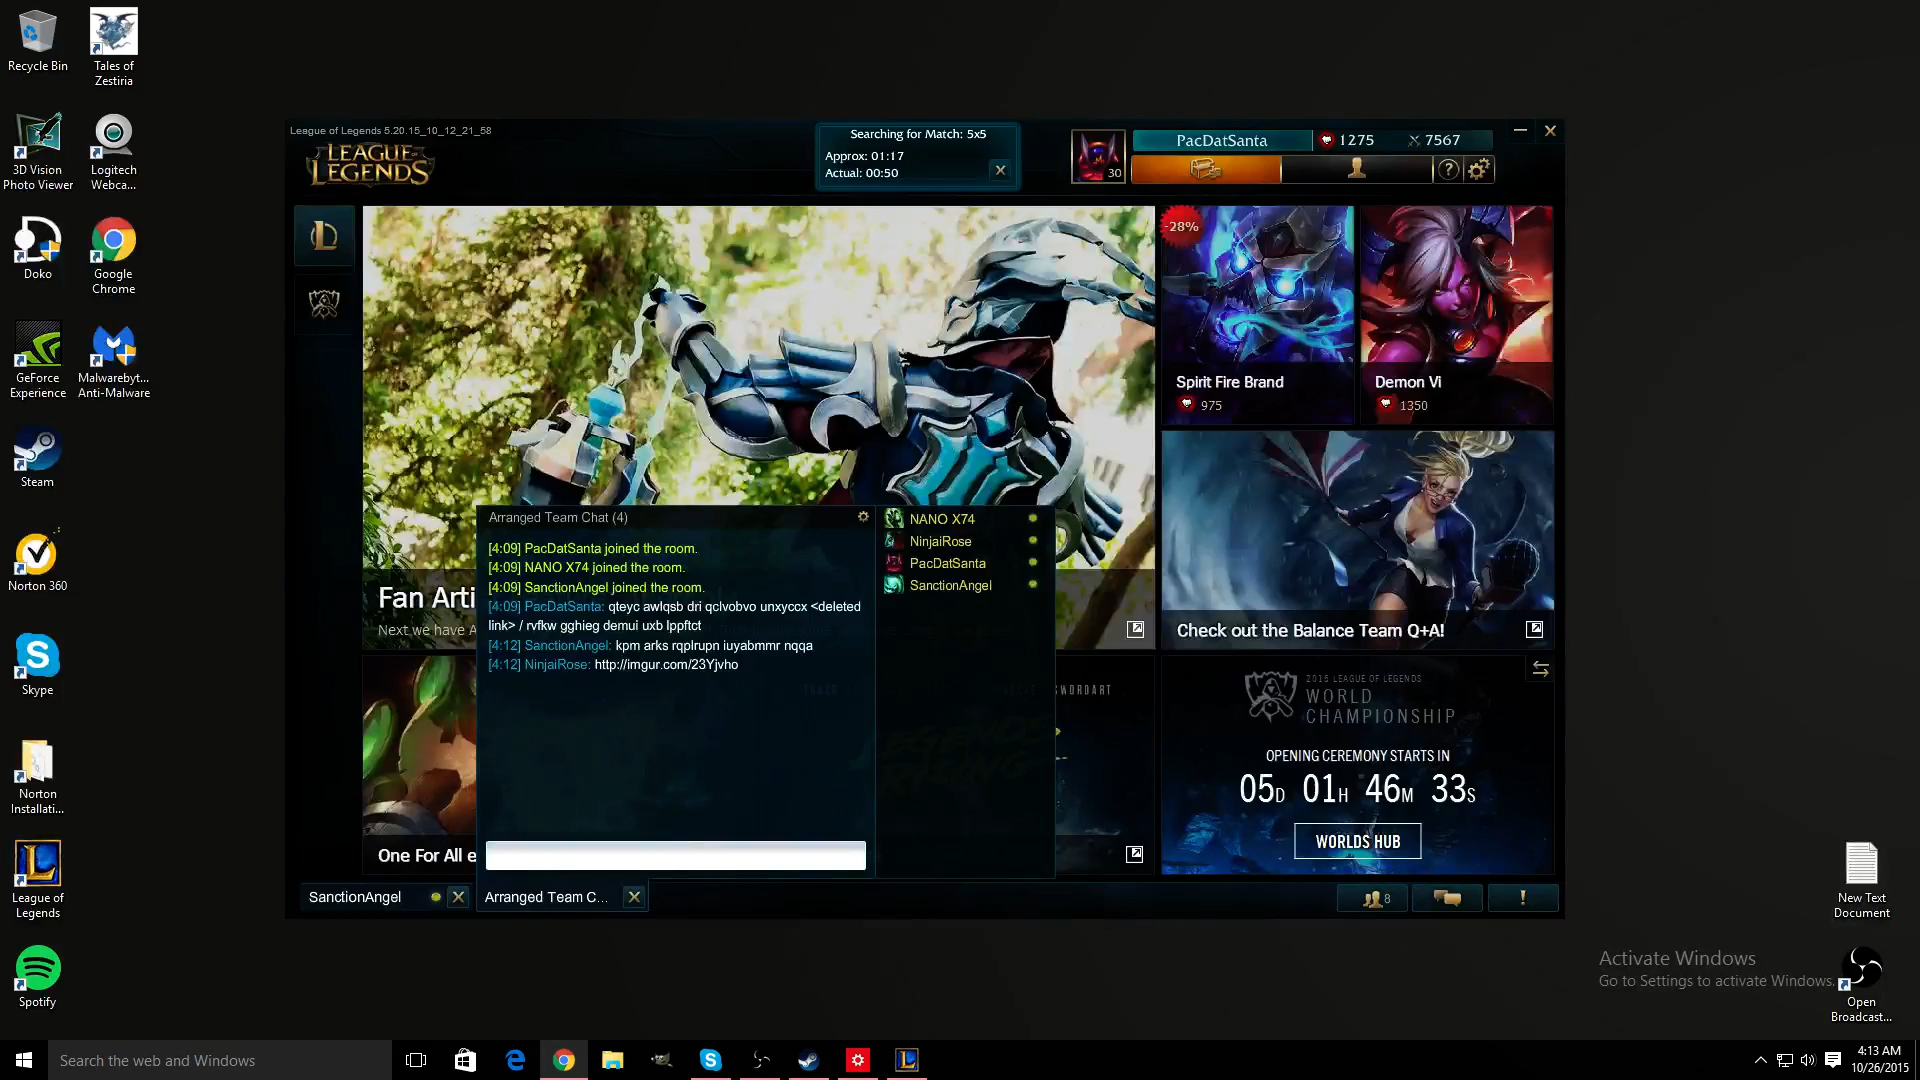 Recycle Bin
Tales of Zestiria
3D Vision Photo Viewer
Logitech Webca...
Doko
Google Chrome
GeForce Experience
Malwarebyt... Anti-Malware
Steam
Norton 360
Skype
Norton Installati...
League of Legends
Spotify
League of Legends 5.20.15_10_12_21_58
LEAGUE OF LEGENDS
Searching for Match: 5x5
Approx: 01:17
Actual: 00:50
30
PacDatSanta
1275
7567
-28%
Spirit Fire Brand
975
Demon Vi
1350
Fan Arti
Next we have A
Check out the Balance Team Q+A!
Arranged Team Chat (4)
[4:09] PacDatSanta joined the room.
[4:09] NANO X74 joined the room.
[4:09] SanctionAngel joined the room.
[4:09] PacDatSanta: qteyc awlqsb dri qclvobvo unxyccx <deleted
link> / rvfkw gghieg demui uxb lppftct
[4:12] SanctionAngel: kpm arks rqplrupn iuyabmmr nqqa
[4:12] NinjaiRose: http://imgur.com/23Yjvho
NANO X74
NinjaiRose
PacDatSanta
SanctionAngel
SWORDART
2015 LEAGUE OF LEGENDS
WORLD
CHAMPIONSHIP
OPENING CEREMONY STARTS IN
05D 01H 46M 33S
WORLDS HUB
One For All e
SanctionAngel
Arranged Team C...
8
New Text Document
Activate Windows
Go to Settings to activate Windows.
Open Broadcast...
Search the web and Windows
4:13 AM
10/26/2015